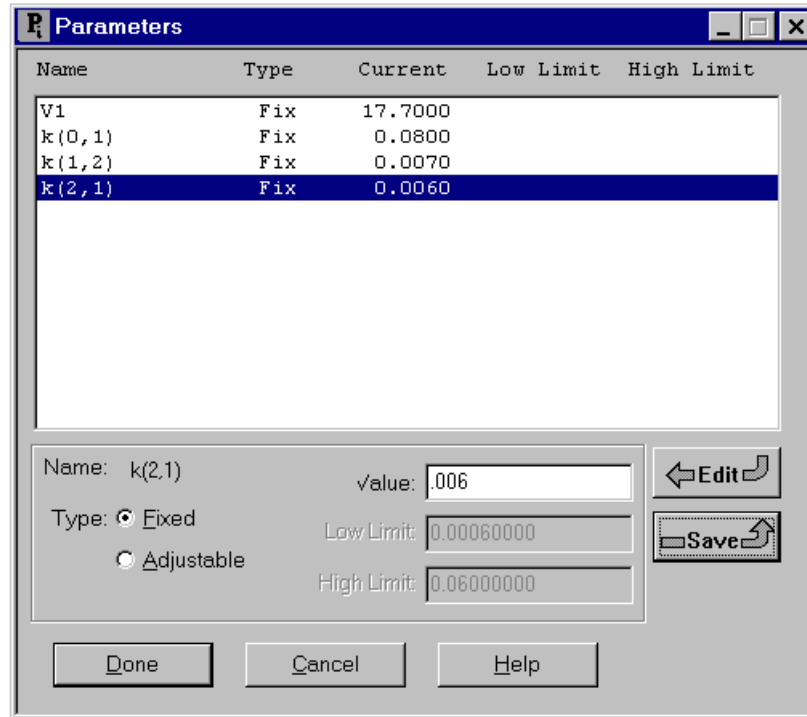 Pi Parameters
Name Type Current Low Limit High Limit
V1 Fix 17.7000
k(0,1) Fix 0.0800
k(1,2) Fix 0.0070
k(2,1) Fix 0.0060
Name: k(2,1)
Value: .006
Edit
Type: Fixed
Low Limit: 0.00060000
Save
Adjustable
High Limit: 0.06000000
Done Cancel Help